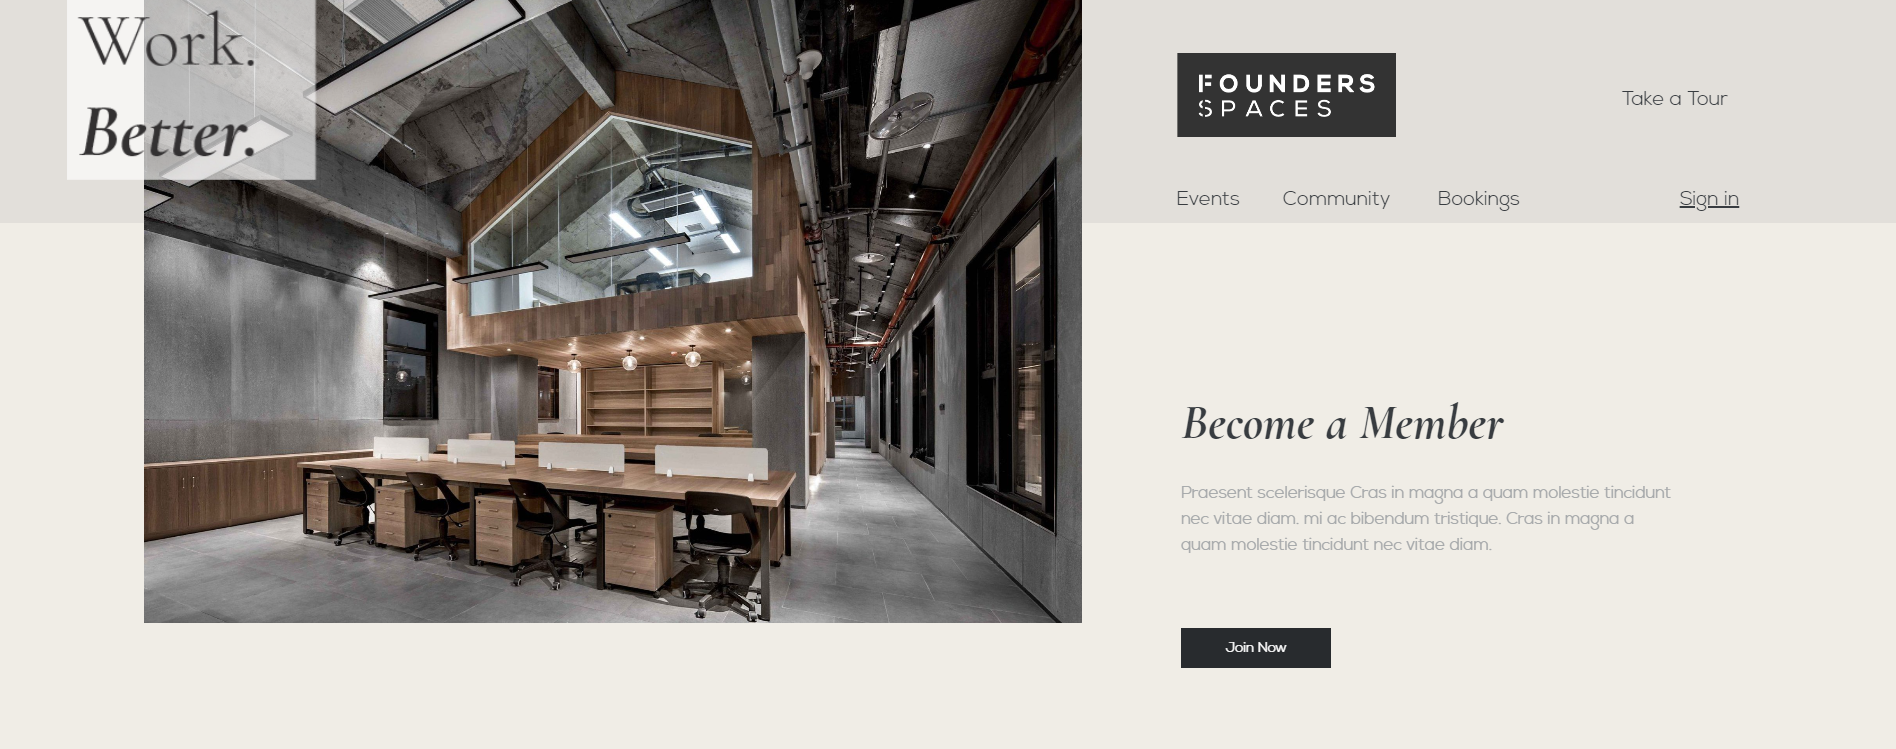 Work.
Better.
FOUNDERS
SPACES
Take a Tour
Events
Community
Bookings
Sign in
Become a Member
Praesent scelerisque Cras in magna a quam molestie tincidunt
nec vitae diam. mi ac bibendum tristique. Cras in magna a
quam molestie tincidunt nec vitae diam.
Join Now